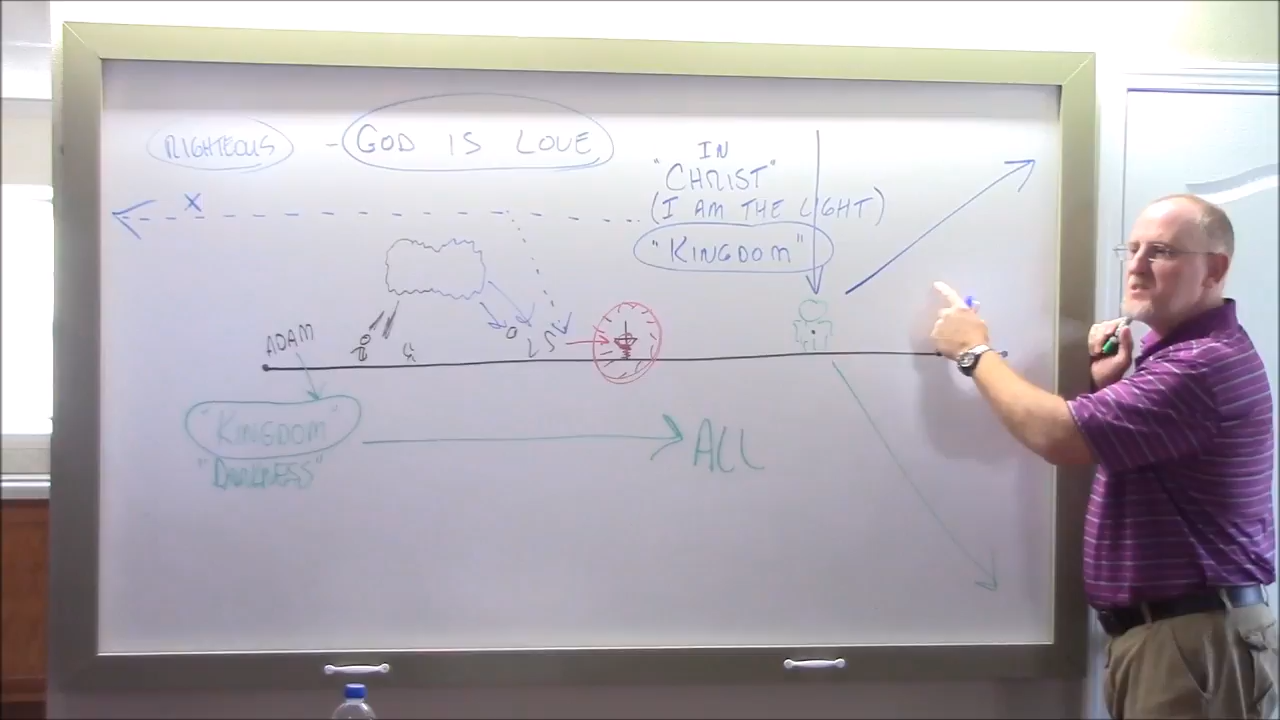 RIGHTEOUS - GOD IS LOVE
IN
"CHRIST"
(I AM THE LIGHT)
"KINGDOM"
X
ADAM
"KINGDOM"
"DARKNESS"
ALL